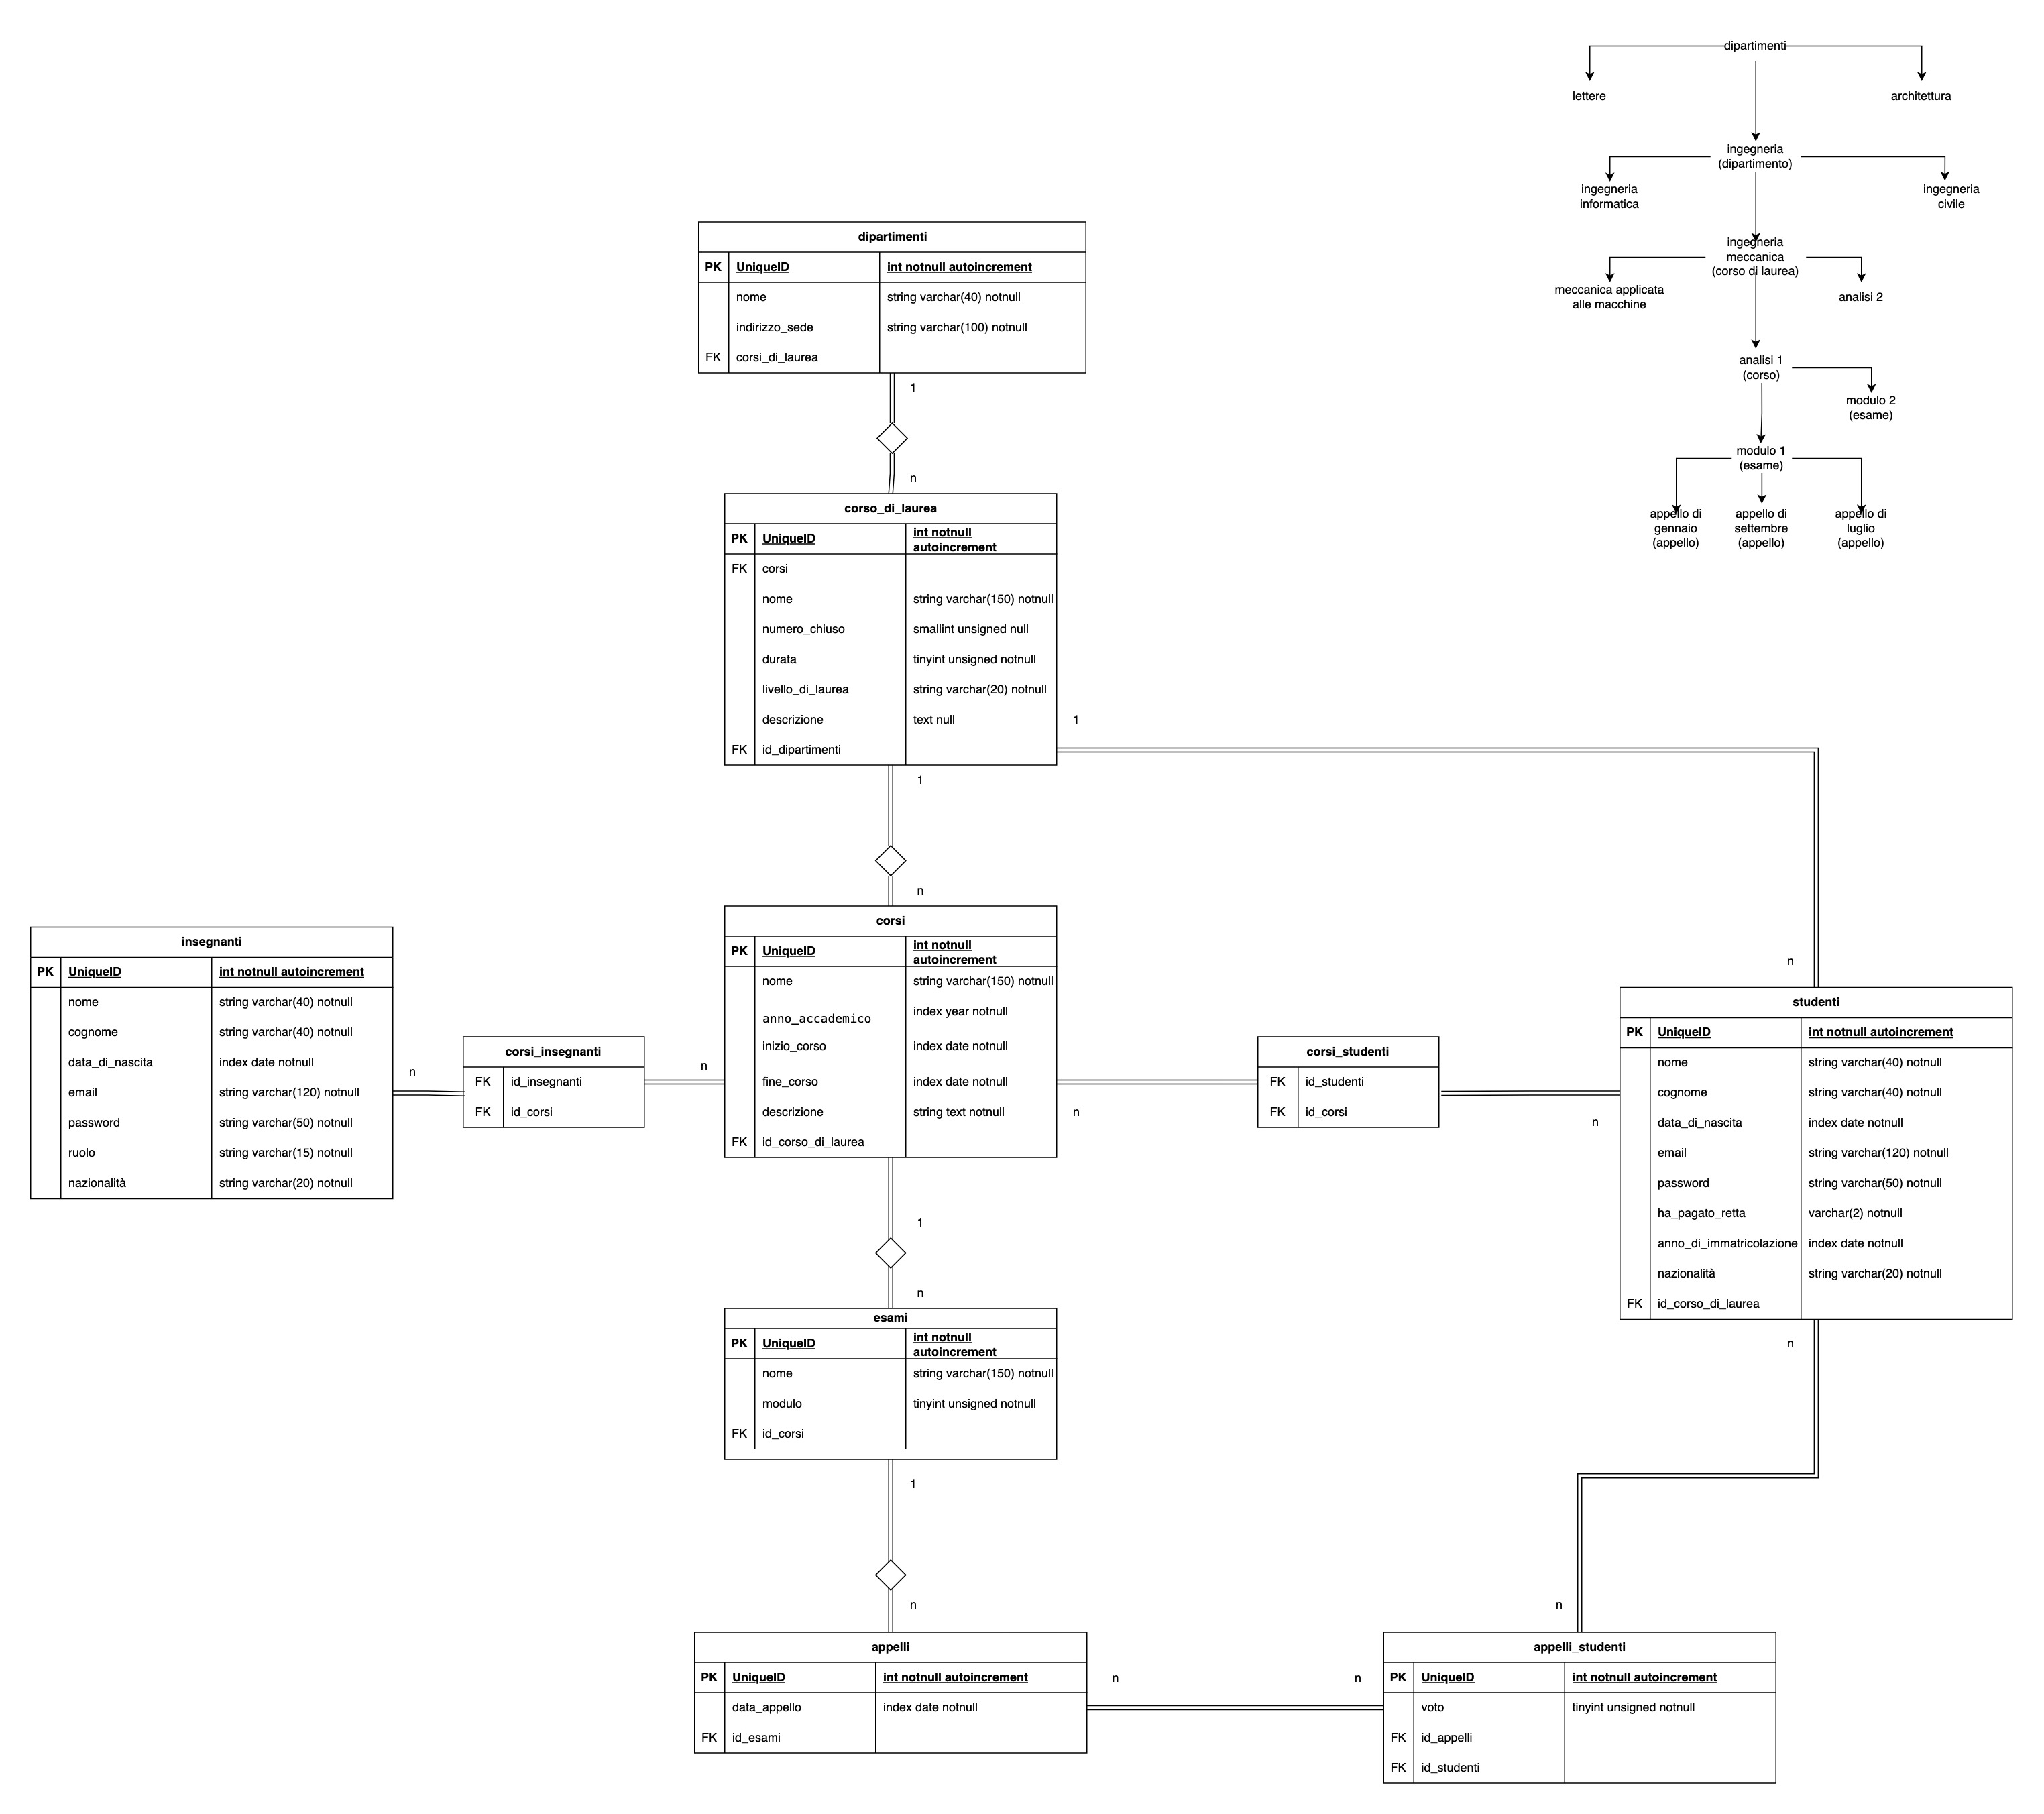 dipartimenti
lettere
architettura
ingegneria
(dipartimento)
ingegneria
informatica
ingegneria
civile
ingegneria
meccanica
(corso di laurea)
meccanica applicata
alle macchine
analisi 2
analisi 1
(corso)
modulo 2
(esame)
modulo 1
(esame)
appello di
gennaio
(appello)
appello di
settembre
(appello)
appello di
luglio
(appello)
dipartimenti
PK UniqueID int notnull autoincrement
nome string varchar(40) notnull
indirizzo_sede string varchar(100) notnull
FK corsi_di_laurea
1
n
corso_di_laurea
PK UniqueID int notnull
autoincrement
FK corsi
nome string varchar(150) notnull
numero_chiuso smallint unsigned null
durata tinyint unsigned notnull
livello_di_laurea string varchar(20) notnull
descrizione text null
FK id_dipartimenti
1
1
n
n
corsi
PK UniqueID int notnull
autoincrement
nome string varchar(150) notnull
anno_accademico index year notnull
inizio_corso index date notnull
fine_corso index date notnull
descrizione string text notnull
FK id_corso_di_laurea
insegnanti
PK UniqueID int notnull autoincrement
nome string varchar(40) notnull
cognome string varchar(40) notnull
data_di_nascita index date notnull
email string varchar(120) notnull
password string varchar(50) notnull
ruolo string varchar(15) notnull
nazionalità string varchar(20) notnull
n
corsi_insegnanti
FK id_insegnanti
FK id_corsi
n
n
corsi_studenti
FK id_studenti
FK id_corsi
n
studenti
PK UniqueID int notnull autoincrement
nome string varchar(40) notnull
cognome string varchar(40) notnull
data_di_nascita index date notnull
email string varchar(120) notnull
password string varchar(50) notnull
ha_pagato_retta varchar(2) notnull
anno_di_immatricolazione index date notnull
nazionalità string varchar(20) notnull
FK id_corso_di_laurea
1
n
n
esami
PK UniqueID int notnull
autoincrement
nome string varchar(150) notnull
modulo tinyint unsigned notnull
FK id_corsi
1
n
n
appelli
PK UniqueID int notnull autoincrement
data_appello index date notnull
FK id_esami
n
n
appelli_studenti
PK UniqueID int notnull autoincrement
voto tinyint unsigned notnull
FK id_appelli
FK id_studenti